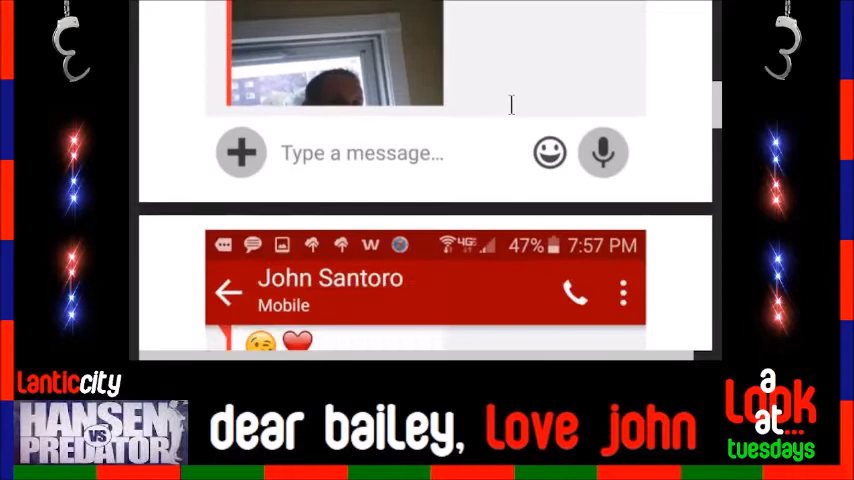 Type a message...
4G
47% 7:57 PM
John Santoro
Mobile
Lanticcity
HANSEN
VS
PREDATOR
dear bailey, Love john
a
Look
at...
tuesdays